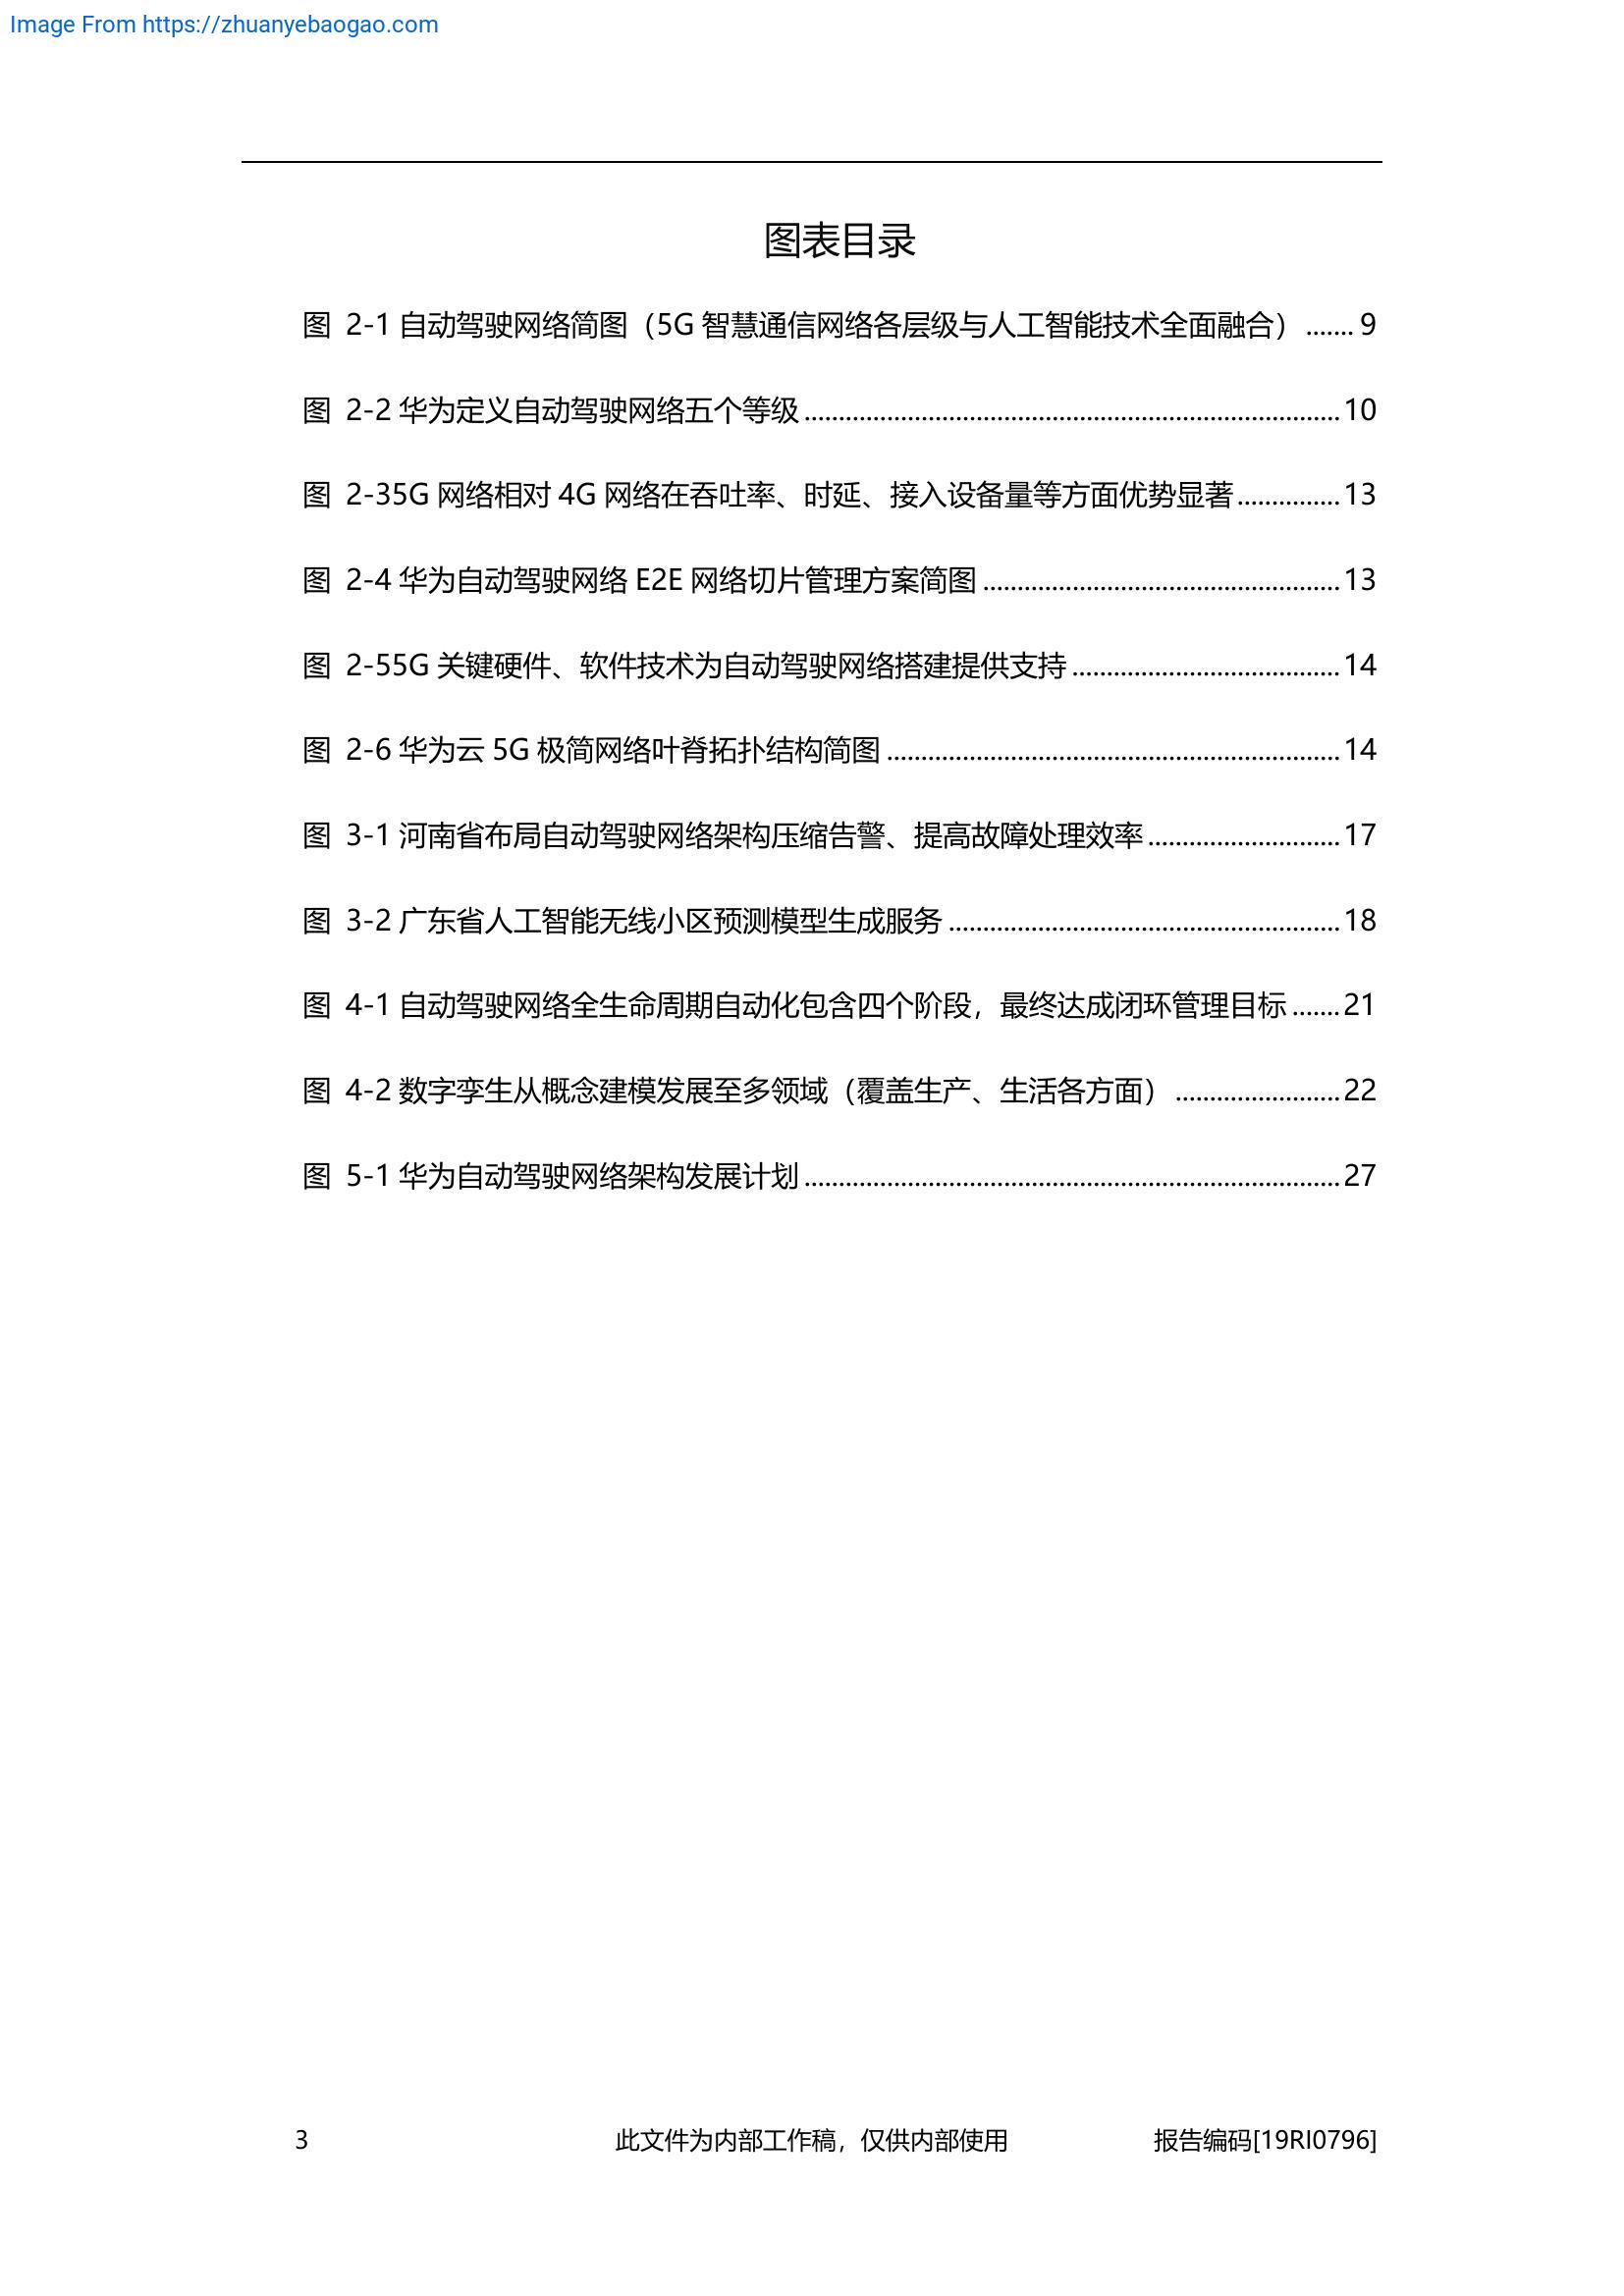 Image From https://zhuanyebaogao.com
图表目录
图 2-1 自动驾驶网络简图（5G 智慧通信网络各层级与人工智能技术全面融合）....... 9
图 2-2 华为定义自动驾驶网络五个等级.............................................................................. 10
图 2-35G 网络相对 4G 网络在吞吐率、时延、接入设备量等方面优势显著............... 13
图 2-4 华为自动驾驶网络 E2E 网络切片管理方案简图.................................................... 13
图 2-55G 关键硬件、软件技术为自动驾驶网络搭建提供支持....................................... 14
图 2-6 华为云 5G 极简网络叶脊拓扑结构简图.................................................................. 14
图 3-1 河南省布局自动驾驶网络架构压缩告警、提高故障处理效率............................ 17
图 3-2 广东省人工智能无线小区预测模型生成服务......................................................... 18
图 4-1 自动驾驶网络全生命周期自动化包含四个阶段，最终达成闭环管理目标....... 21
图 4-2 数字孪生从概念建模发展至多领域（覆盖生产、生活各方面）........................ 22
图 5-1 华为自动驾驶网络架构发展计划.............................................................................. 27
3 此文件为内部工作稿，仅供内部使用 报告编码[19RI0796]